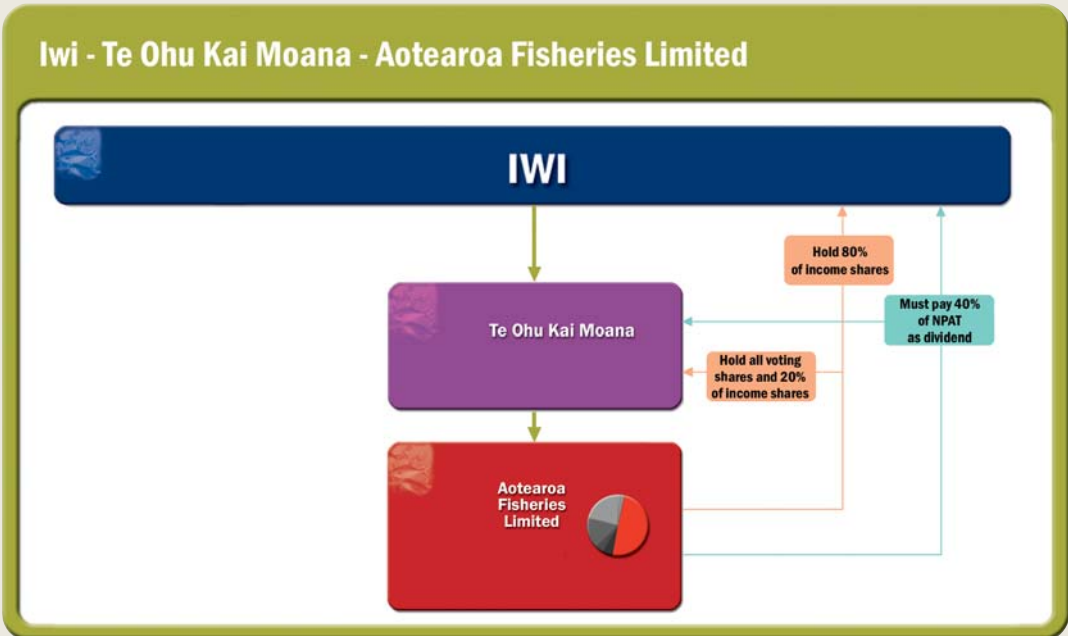 Iwi - Te Ohu Kai Moana - Aotearoa Fisheries Limited
IWI
Hold 80%
of income shares
Must pay 40%
of NPAT
as dividend
Te Ohu Kai Moana
Hold all voting
shares and 20%
of income shares
Aotearoa
Fisheries
Limited